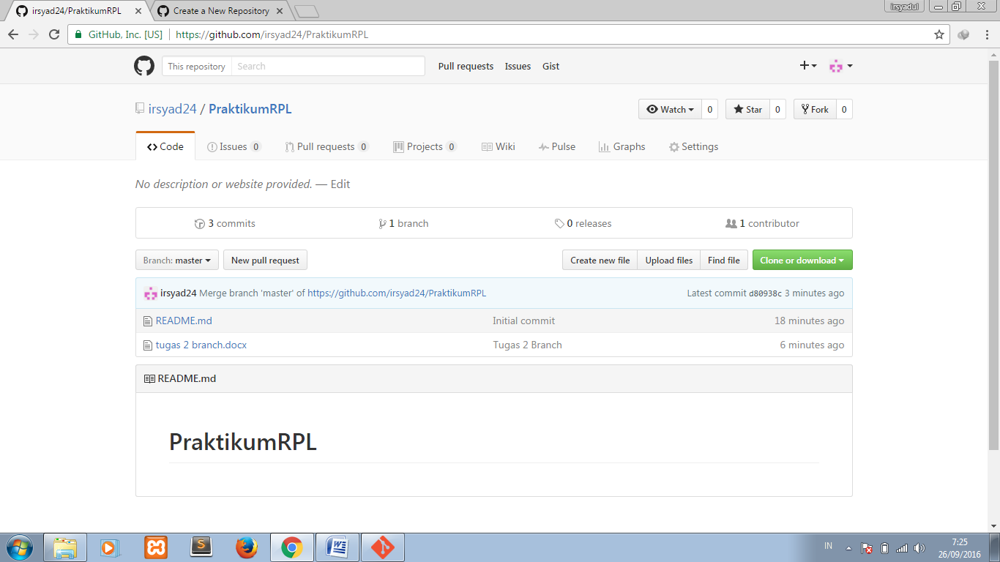 irsyad24/PraktikumRPL Create a New Repository irsyadul
GitHub, Inc. [US] https://github.com/irsyad24/PraktikumRPL
This repository Search Pull requests Issues Gist
irsyad24 / PraktikumRPL Watch 0 Star 0 Fork 0
Code Issues 0 Pull requests 0 Projects 0 Wiki Pulse Graphs Settings
No description or website provided. — Edit
3 commits 1 branch 0 releases 1 contributor
Branch: master New pull request Create new file Upload files Find file Clone or download
irsyad24 Merge branch 'master' of https://github.com/irsyad24/PraktikumRPL Latest commit d80938c 3 minutes ago
README.md Initial commit 18 minutes ago
tugas 2 branch.docx Tugas 2 Branch 6 minutes ago
README.md
PraktikumRPL
IN 7:25
26/09/2016